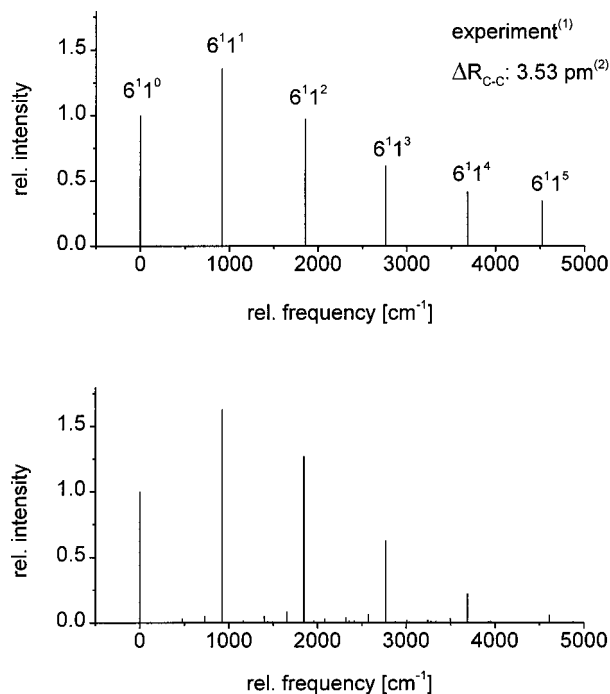 experiment⁽¹⁾
ΔR_C-C: 3.53 pm⁽²⁾
1.5
1.0
0.5
0.0
rel. intensity
6¹1⁰
6¹1¹
6¹1²
6¹1³
6¹1⁴
6¹1⁵
0 1000 2000 3000 4000 5000
rel. frequency [cm⁻¹]
1.5
1.0
0.5
0.0
rel. intensity
0 1000 2000 3000 4000 5000
rel. frequency [cm⁻¹]